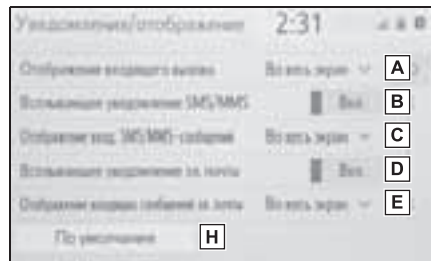 Уведомления/отображение 2:31
Отображение входящего вызова Во весь экран A
Всплывающее уведомление SMS/MMS Вкл. B
Отображение вход. SMS/MMS-сообщений Во весь экран C
Всплывающее уведомление эл. почты Вкл. D
Отображение входящих сообщений эл. почты Во весь экран E
По умолчанию H